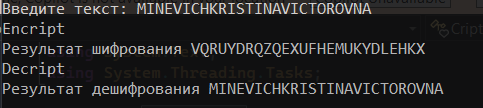 Введите текст: MINEVICHKRISTINAVICTOROVNA
Encript
Результат шифрования VQRUYDRQZQEXUFHEMUKYDLEHKX
Decript
Результат дешифрования MINEVICHKRISTINAVICTOROVNA